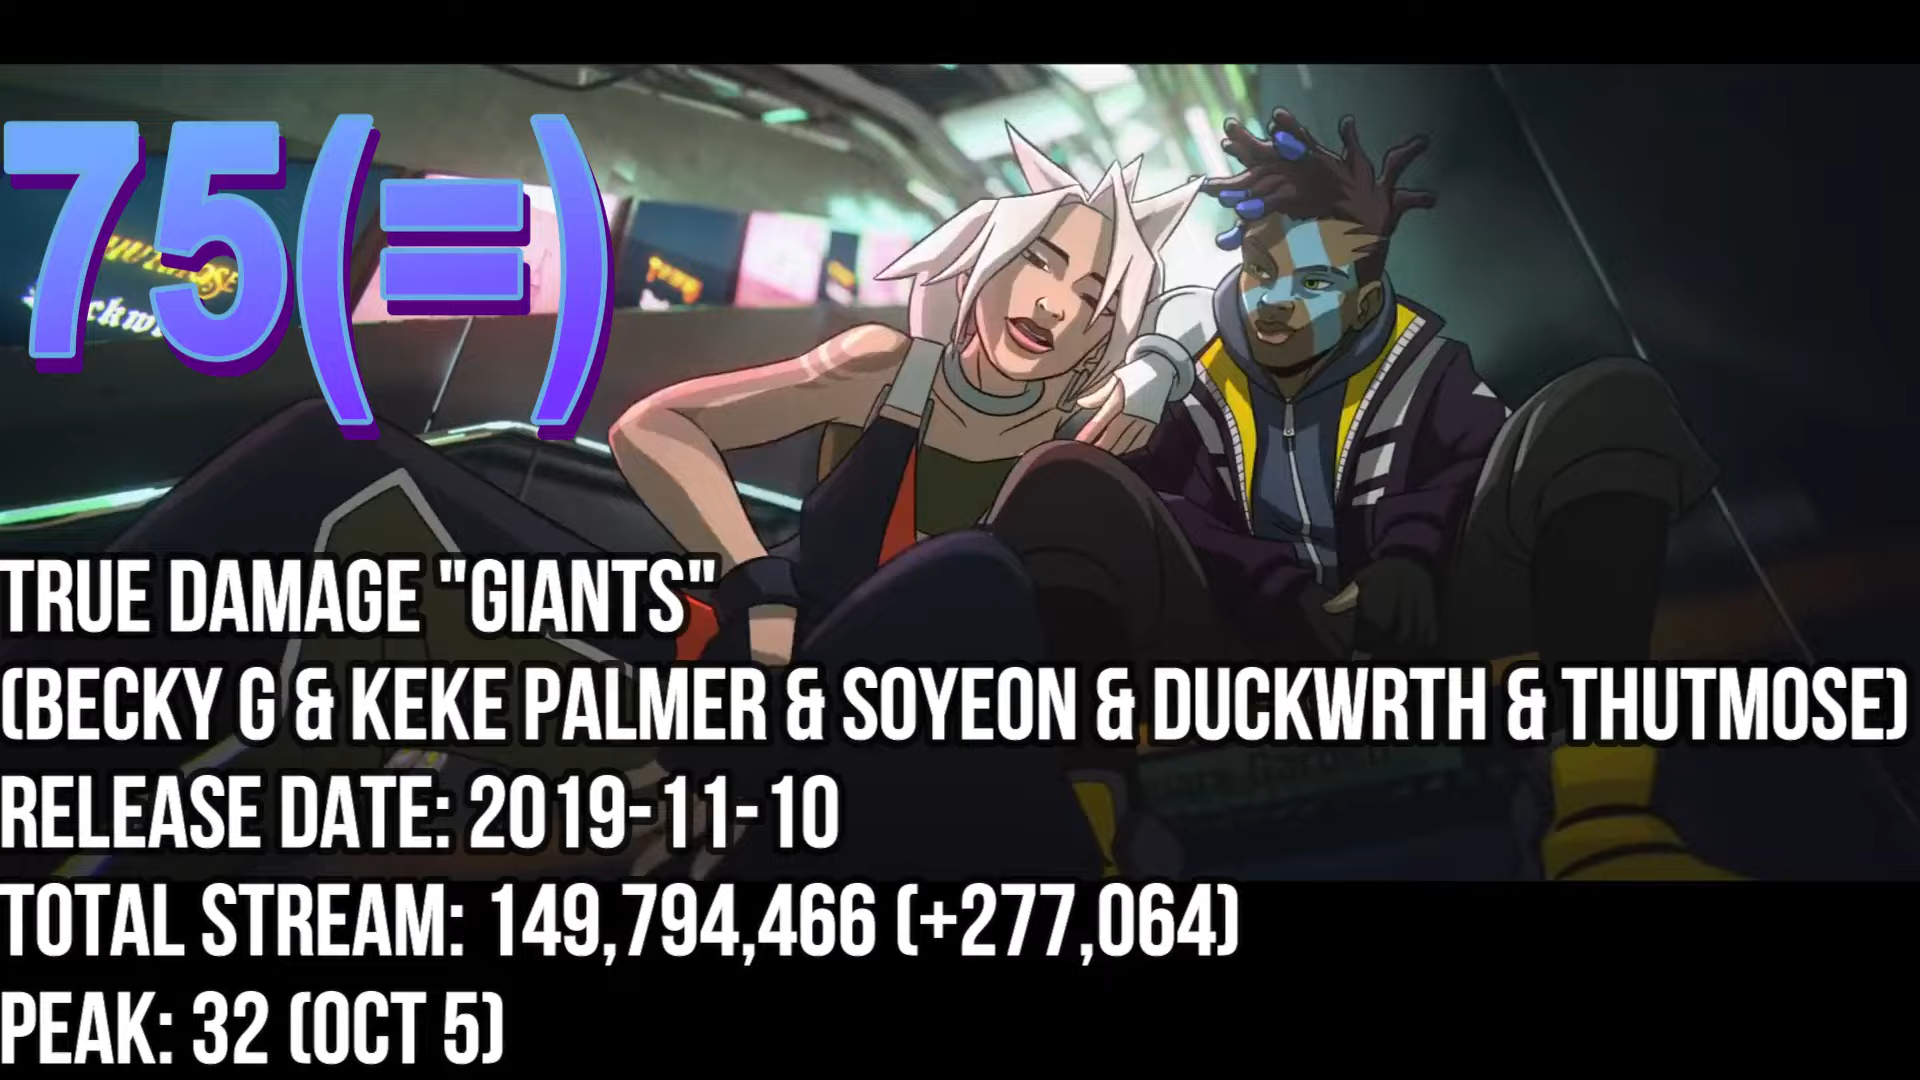 75(=)
TRUE DAMAGE "GIANTS"
(BECKY G & KEKE PALMER & SOYEON & DUCKWRTH & THUTMOSE)
RELEASE DATE: 2019-11-10
TOTAL STREAM: 149,794,466 (+277,064)
PEAK: 32 (OCT 5)